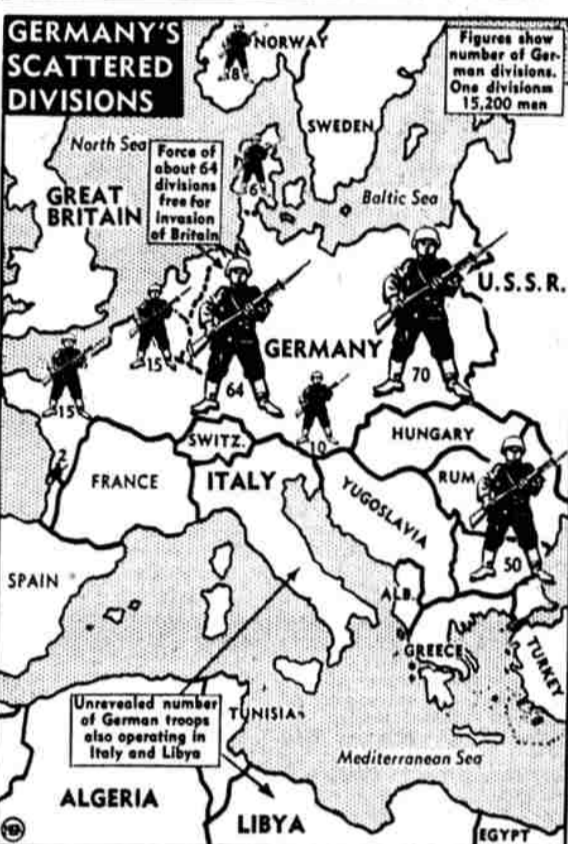 GERMANY'S
SCATTERED
DIVISIONS
NORWAY
8
Figures show
number of Ger-
man divisions.
One division=
15,200 men
SWEDEN
North Sea
Force of
about 64
divisions
free for
invasion
of Britain
6
Baltic Sea
GREAT
BRITAIN
U.S.S.R.
GERMANY
15
64
70
15
10
2
SWITZ.
HUNGARY
FRANCE
ITALY
YUGOSLAVIA
RUM
50
SPAIN
ALB.
GREECE
TURKEY
Unrevealed number
of German troops
also operating in
Italy and Libya
TUNISIA
Mediterranean Sea
ALGERIA
LIBYA
EGYPT